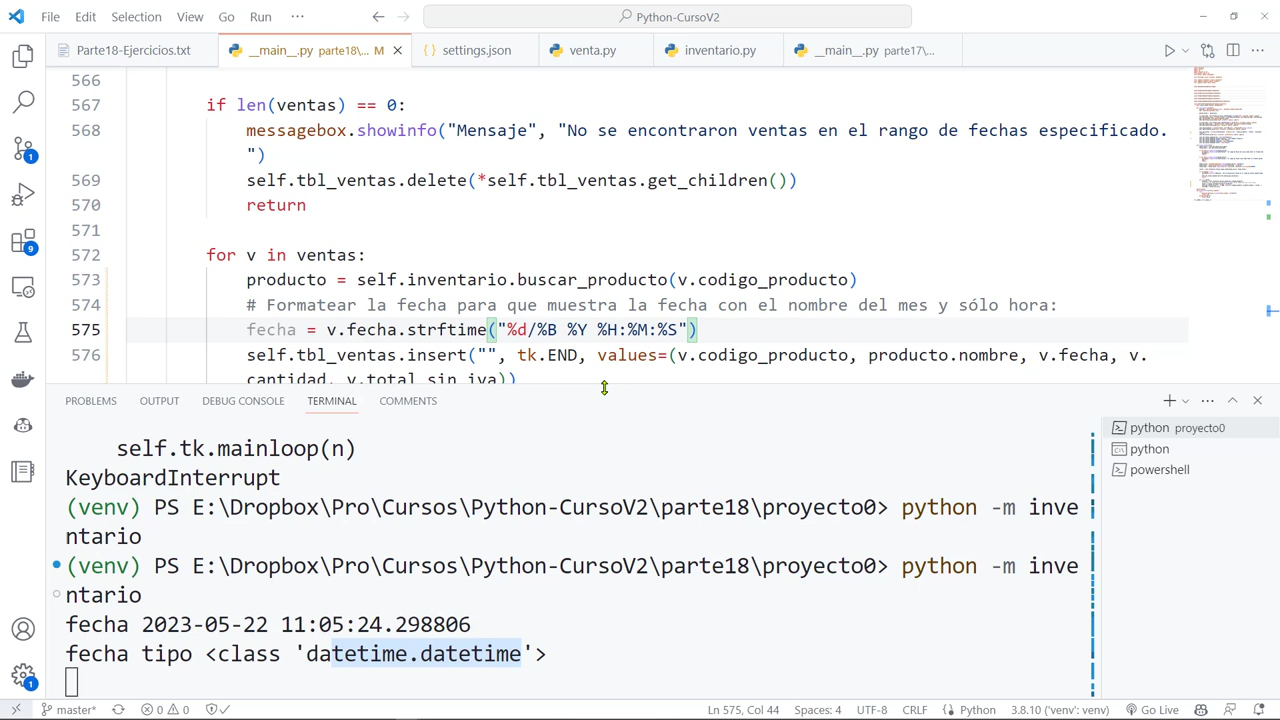 File Edit Selection View Go Run ··· Python-CursoV2
Parte18-Ejercicios.txt __main__.py parte18\... M settings.json venta.py inventario.py __main__.py parte17\...
566
567 if len(ventas) == 0:
568 messagebox.showinfo("Mensaje", "No se encontraron ventas en el rango de fechas especificado.
")
569 self.tbl_ventas.delete(*self.tbl_ventas.get_children())
570 return
571
572 for v in ventas:
573 producto = self.inventario.buscar_producto(v.codigo_producto)
574 # Formatear la fecha para que muestra la fecha con el nombre del mes y sólo hora:
575 fecha = v.fecha.strftime("%d/%B %Y %H:%M:%S")
576 self.tbl_ventas.insert("", tk.END, values=(v.codigo_producto, producto.nombre, v.fecha, v.
cantidad, v.total_sin_iva))
PROBLEMS OUTPUT DEBUG CONSOLE TERMINAL COMMENTS
self.tk.mainloop(n)
KeyboardInterrupt
(venv) PS E:\Dropbox\Pro\Cursos\Python-CursoV2\parte18\proyecto0> python -m inve
ntario
(venv) PS E:\Dropbox\Pro\Cursos\Python-CursoV2\parte18\proyecto0> python -m inve
ntario
fecha 2023-05-22 11:05:24.298806
fecha tipo <class 'datetime.datetime'>
python proyecto0
python
powershell
1
9
1
master* 0 0 Ln 575, Col 44 Spaces: 4 UTF-8 CRLF Python 3.8.10 ('venv': venv) Go Live